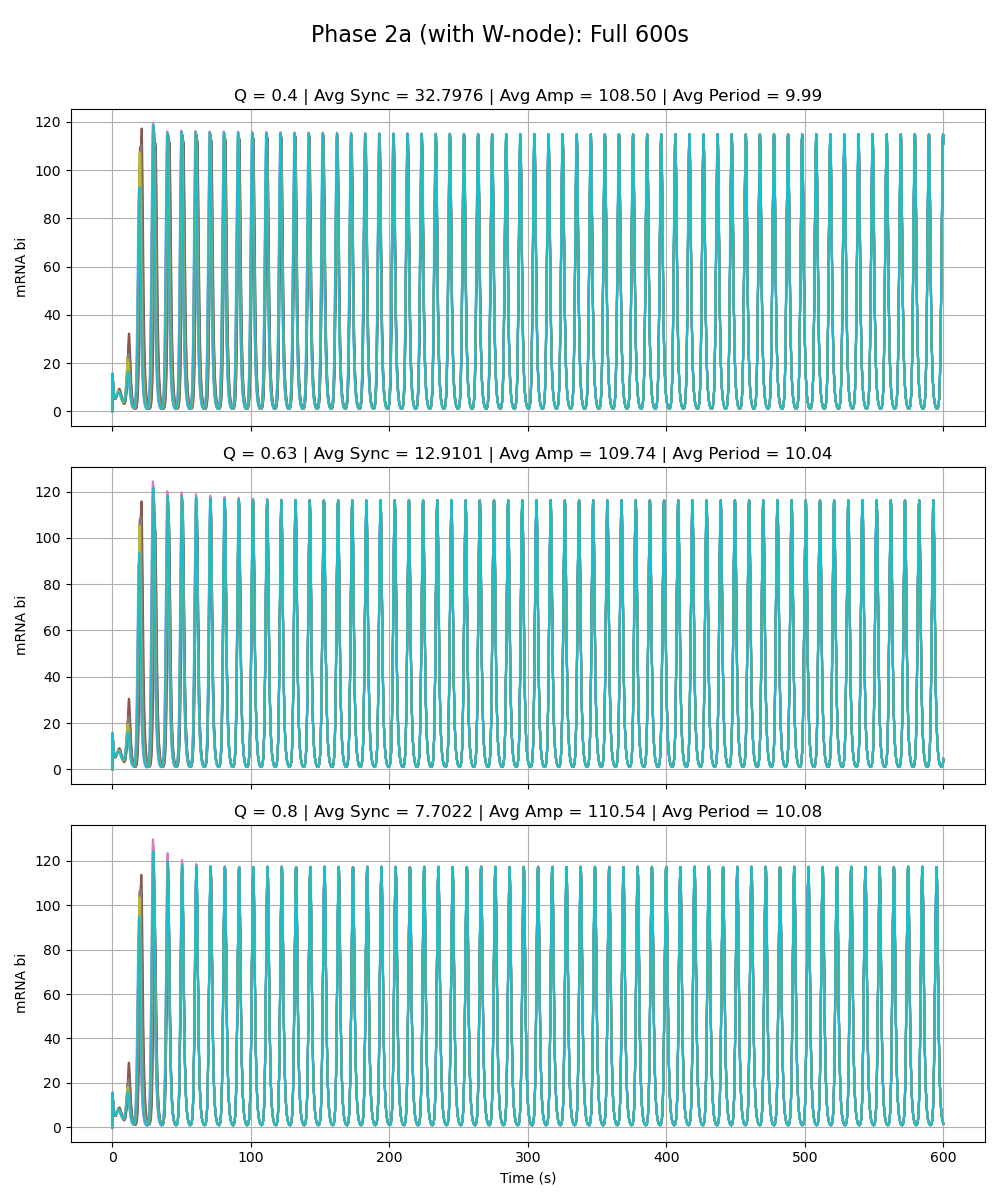 Phase 2a (with W-node): Full 600s
Q = 0.4 | Avg Sync = 32.7976 | Avg Amp = 108.50 | Avg Period = 9.99
120
100
80
60
40
20
0
mRNA bi
Q = 0.63 | Avg Sync = 12.9101 | Avg Amp = 109.74 | Avg Period = 10.04
120
100
80
60
40
20
0
mRNA bi
Q = 0.8 | Avg Sync = 7.7022 | Avg Amp = 110.54 | Avg Period = 10.08
120
100
80
60
40
20
0
mRNA bi
0 100 200 300 400 500 600
Time (s)